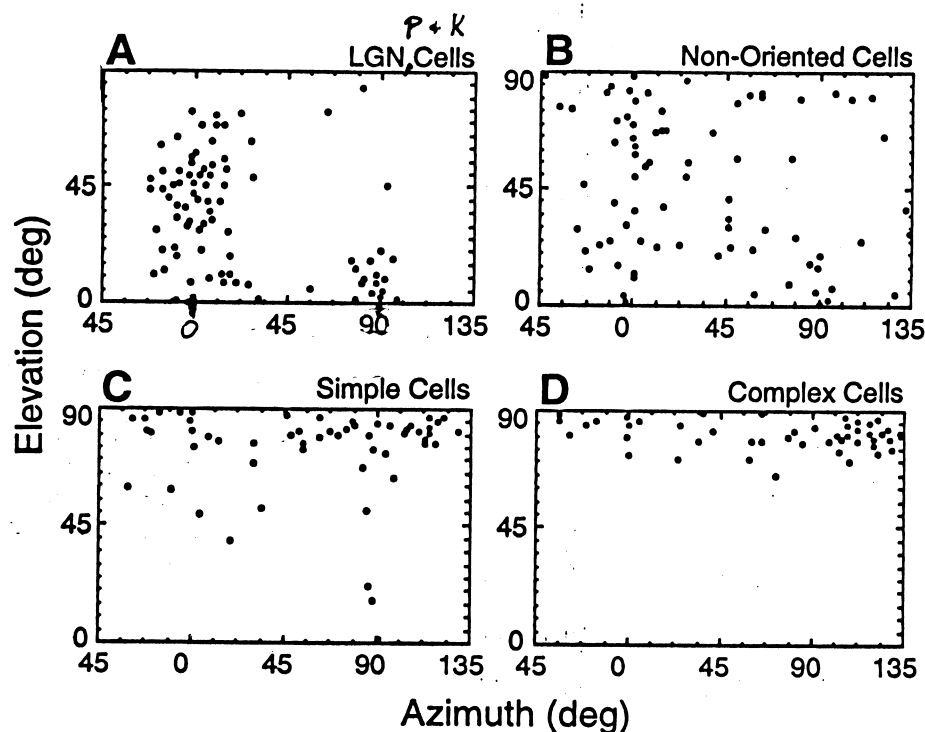 P + K
A LGN, Cells
B Non-Oriented Cells
90
45
0
45 0 45 90 135
90
45
0
45 0 45 90 135
C Simple Cells
D Complex Cells
90
45
0
45 0 45 90 135
90
45
0
45 0 45 90 135
Elevation (deg)
Azimuth (deg)